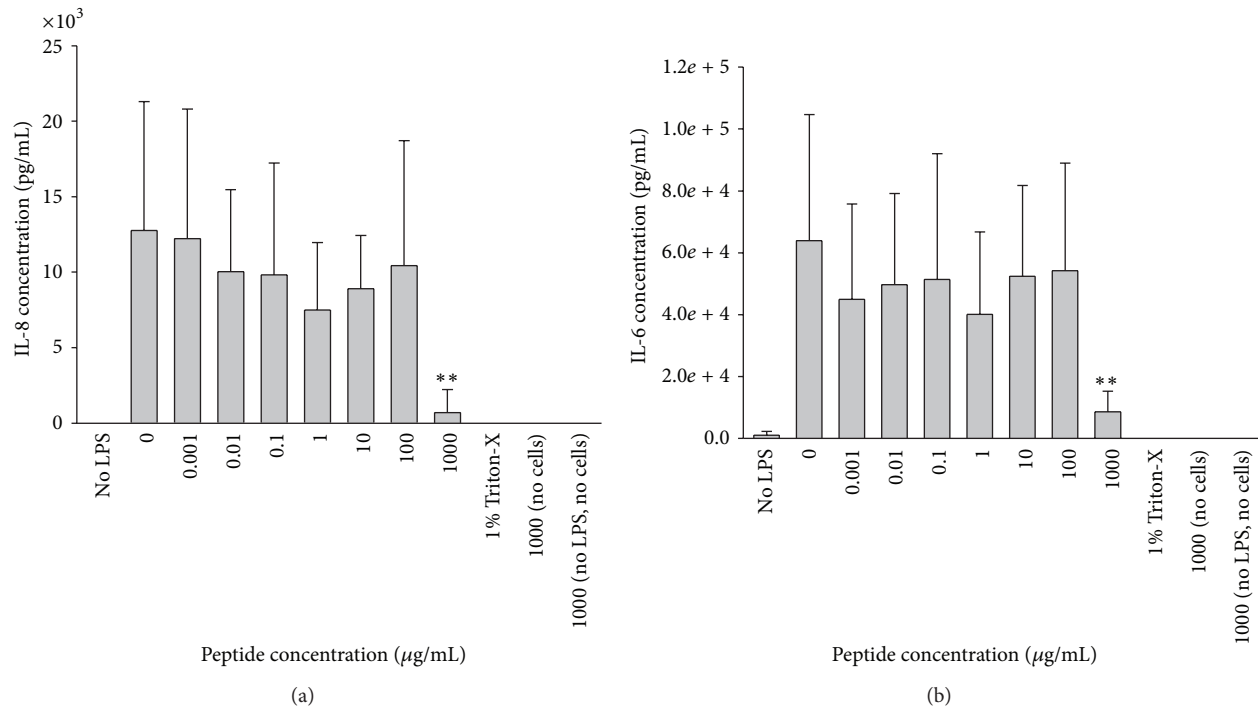 ×10³
25
20
15
10
5
0
IL-8 concentration (pg/mL)
**
No LPS
0
0.001
0.01
0.1
1
10
100
1000
1% Triton-X
1000 (no cells)
1000 (no LPS, no cells)
Peptide concentration (μg/mL)
(a)
1.2e + 5
1.0e + 5
8.0e + 4
6.0e + 4
4.0e + 4
2.0e + 4
0.0
IL-6 concentration (pg/mL)
**
No LPS
0
0.001
0.01
0.1
1
10
100
1000
1% Triton-X
1000 (no cells)
1000 (no LPS, no cells)
Peptide concentration (μg/mL)
(b)